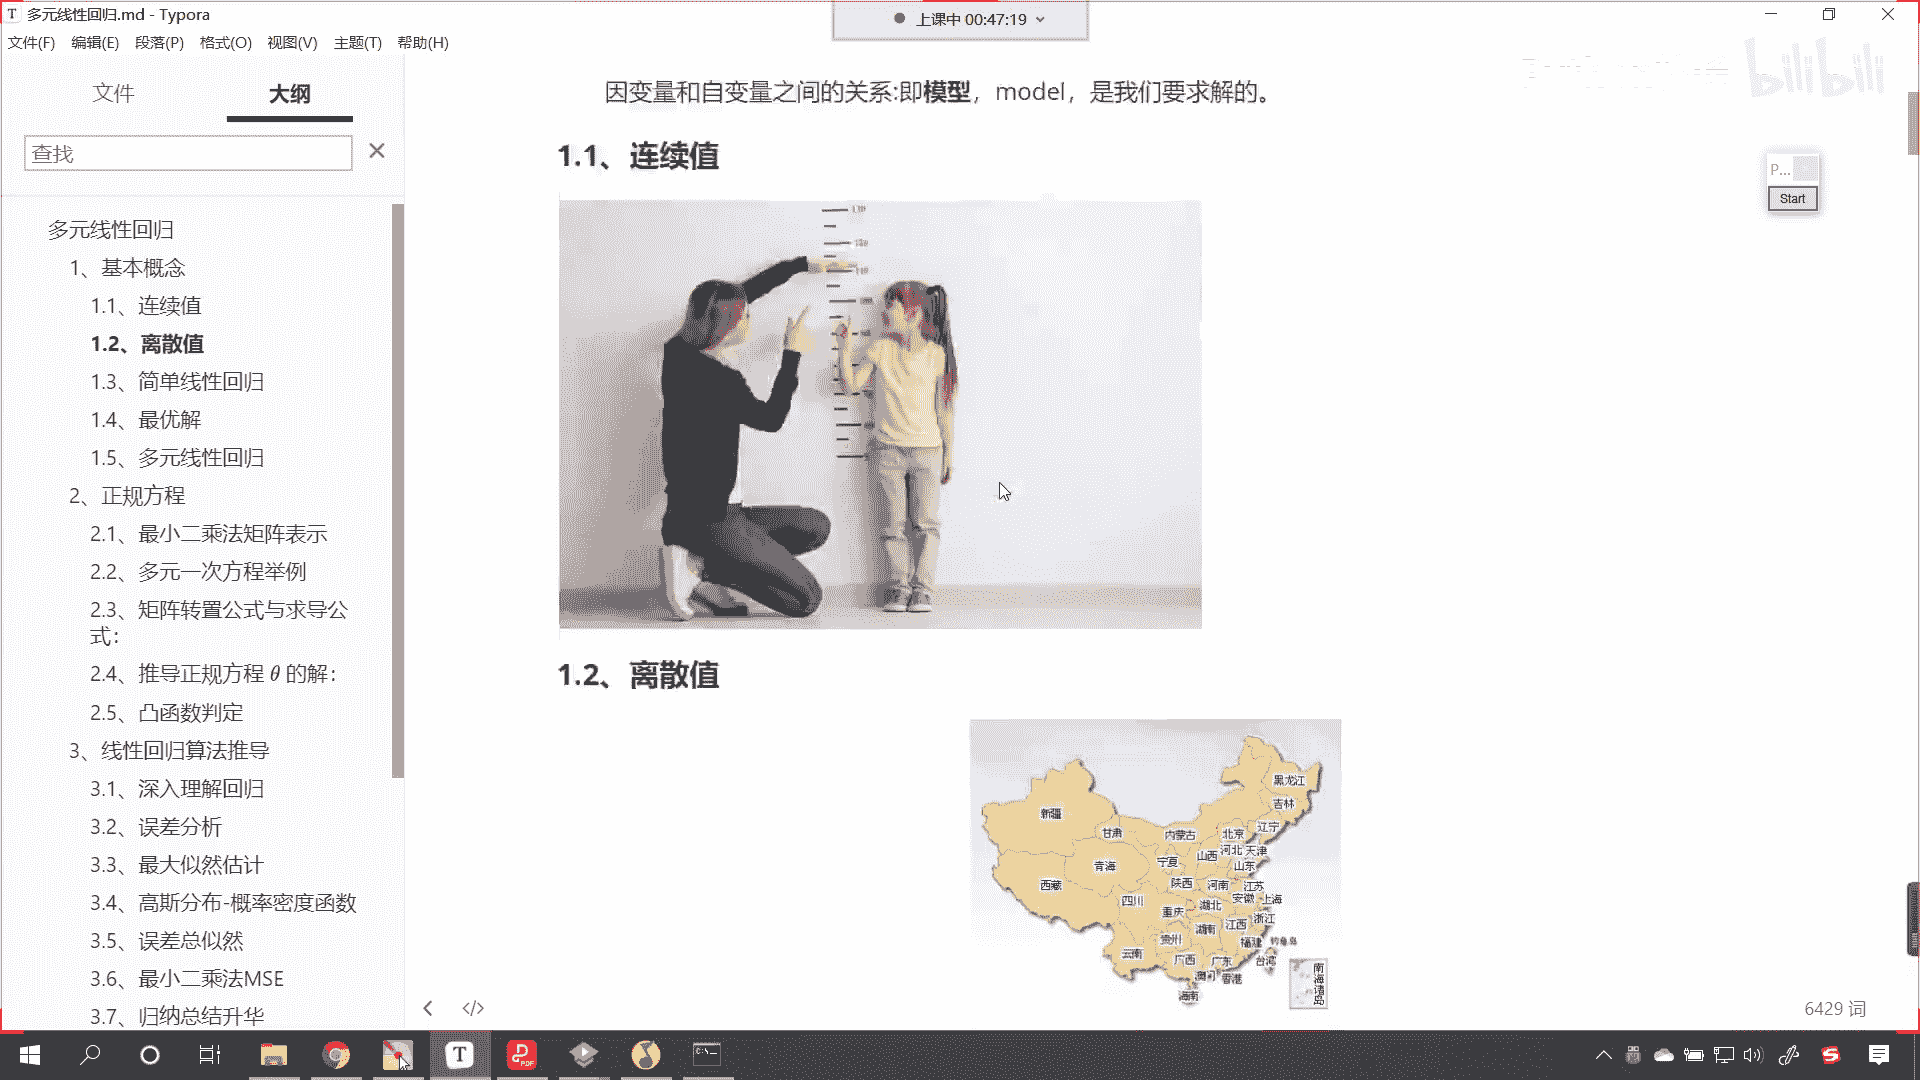 多元线性回归.md - Typora
上课中 00:47:19
文件(F) 编辑(E) 段落(P) 格式(O) 视图(V) 主题(T) 帮助(H)
文件 大纲
查找
多元线性回归
1、基本概念
1.1、连续值
1.2、离散值
1.3、简单线性回归
1.4、最优解
1.5、多元线性回归
2、正规方程
2.1、最小二乘法矩阵表示
2.2、多元一次方程举例
2.3、矩阵转置公式与求导公
式：
2.4、推导正规方程 θ 的解：
2.5、凸函数判定
3、线性回归算法推导
3.1、深入理解回归
3.2、误差分析
3.3、最大似然估计
3.4、高斯分布-概率密度函数
3.5、误差总似然
3.6、最小二乘法MSE
3.7、归纳总结升华
因变量和自变量之间的关系:即模型，model，是我们要求解的。
bilibili
P...
Start
1.1、连续值
1.2、离散值
黑龙江
吉林
辽宁
新疆
甘肃
内蒙古
北京
河北
天津
山西
宁夏
青海
山东
西藏
陕西
河南
江苏
四川
安徽
上海
重庆
湖北
浙江
湖南
江西
贵州
福建
钓鱼岛
云南
广西
广东
台湾
澳门
香港
海南
南海诸岛
</>
6429 词